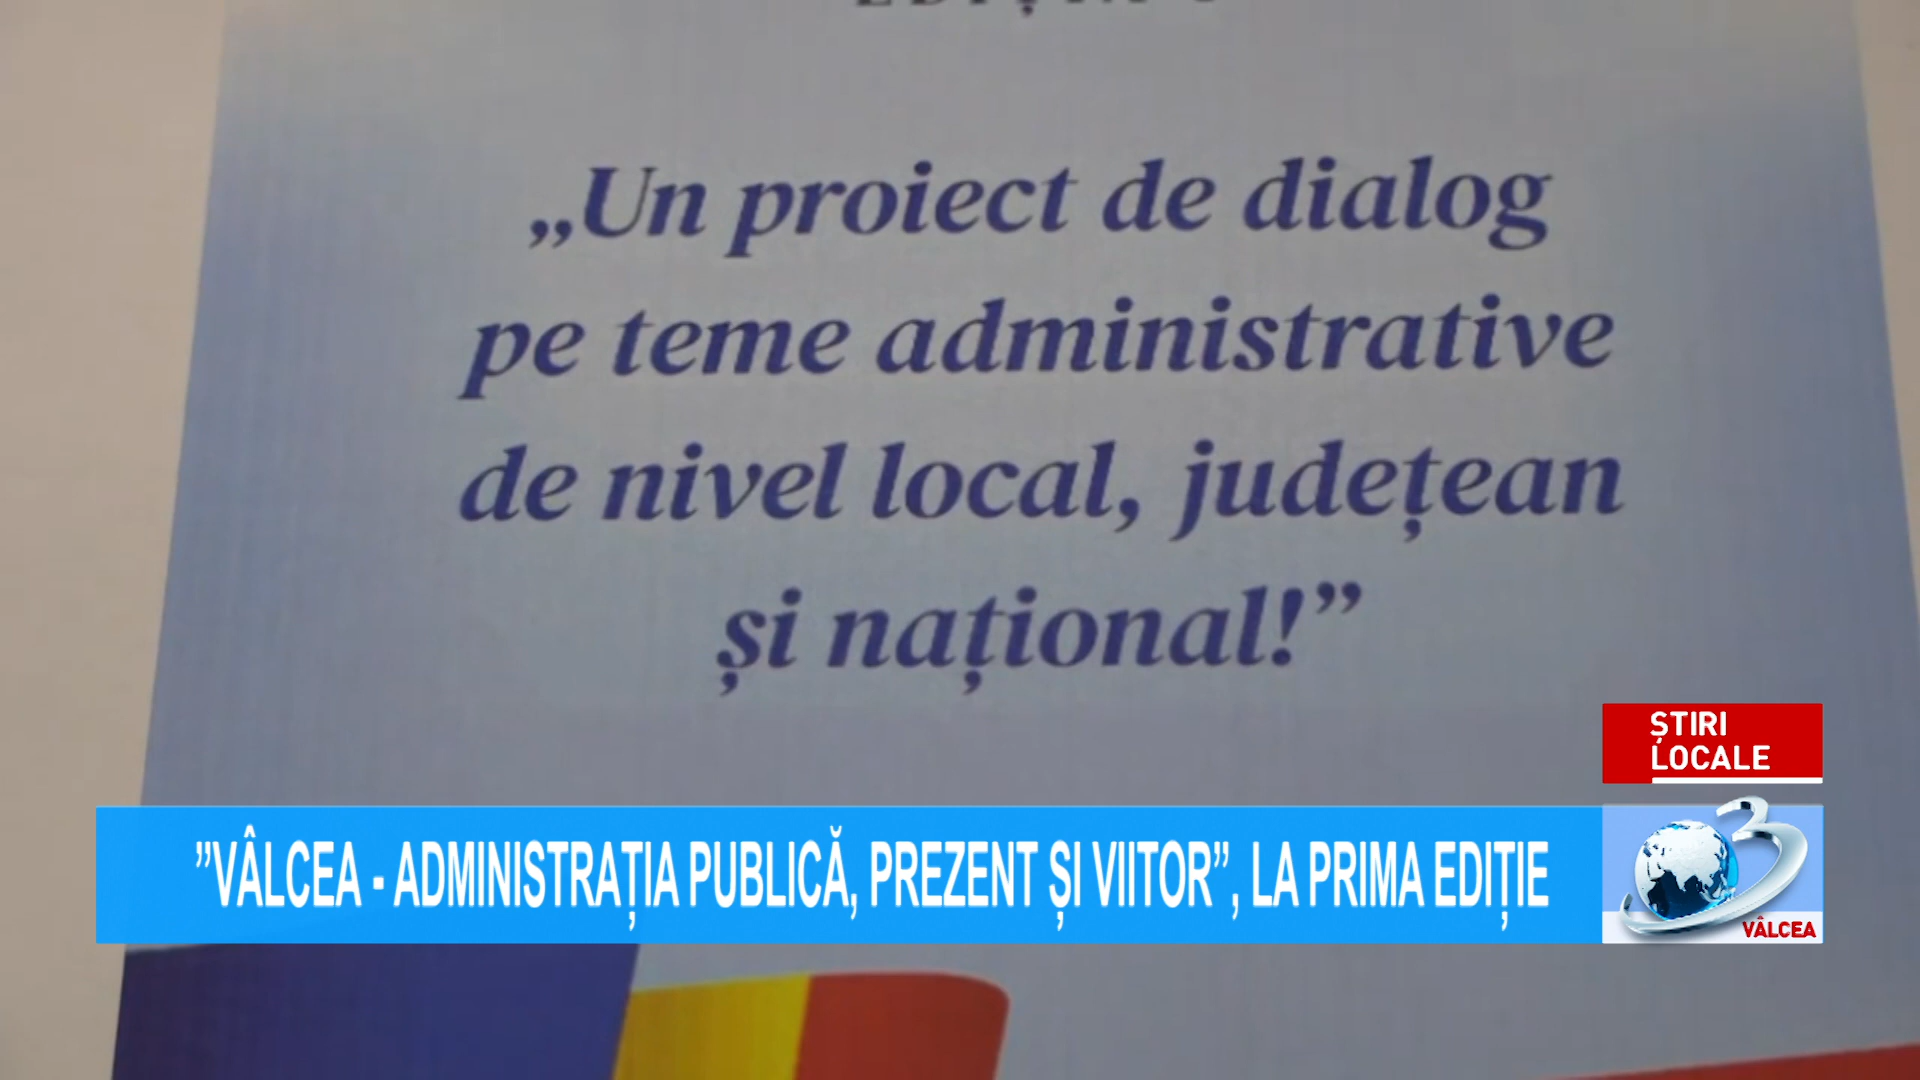 „Un proiect de dialog
pe teme administrative
de nivel local, județean
și național!”
ȘTIRI
LOCALE
”VÂLCEA - ADMINISTRAȚIA PUBLICĂ, PREZENT ȘI VIITOR”, LA PRIMA EDIȚIE
3
VÂLCEA